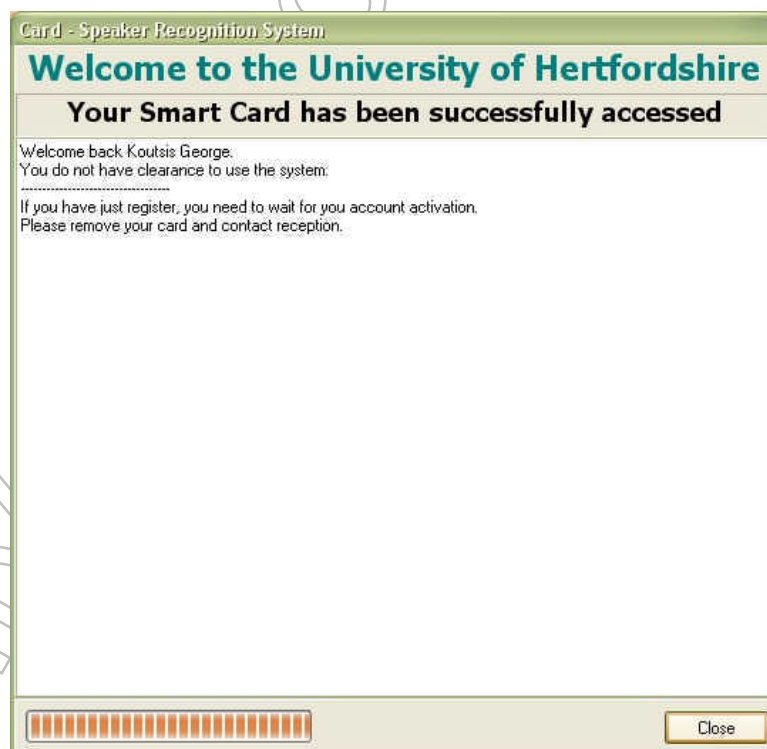 Card - Speaker Recognition System
Welcome to the University of Hertfordshire
Your Smart Card has been successfully accessed
Welcome back Koutsis George.
You do not have clearance to use the system.
-----------------------------------
If you have just register, you need to wait for you account activation.
Please remove your card and contact reception.
Close